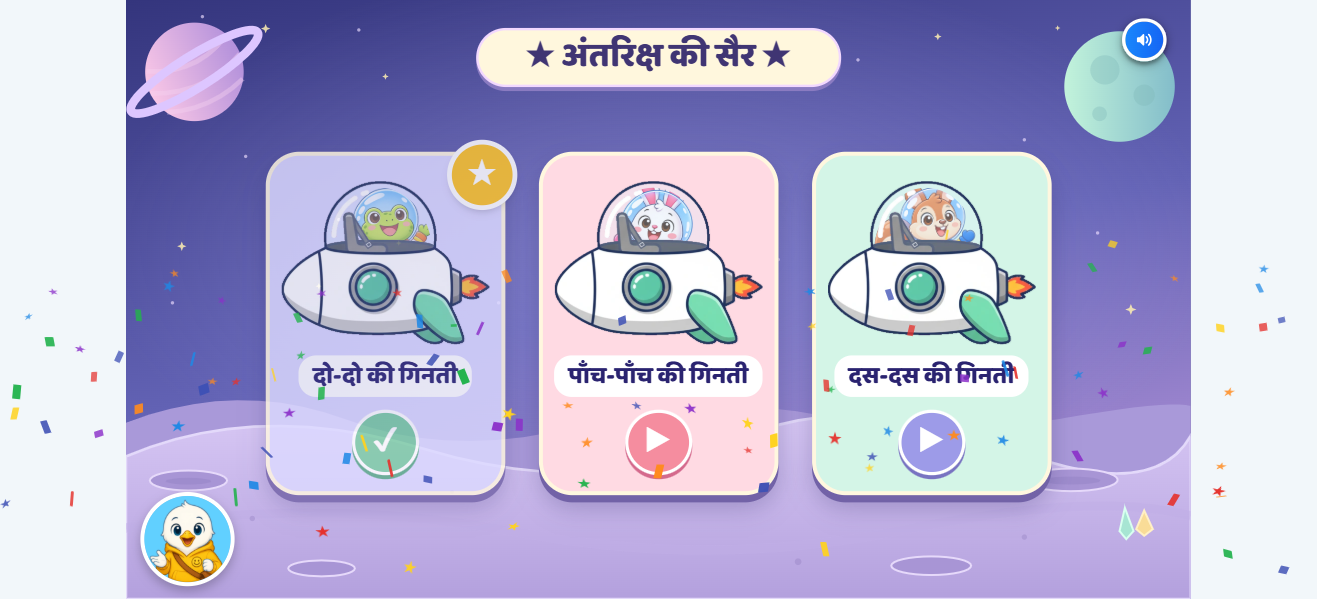 ★ अंतरिक्ष की सैर ★
दो-दो की गिनती
पाँच-पाँच की गिनती
दस-दस की गिनती